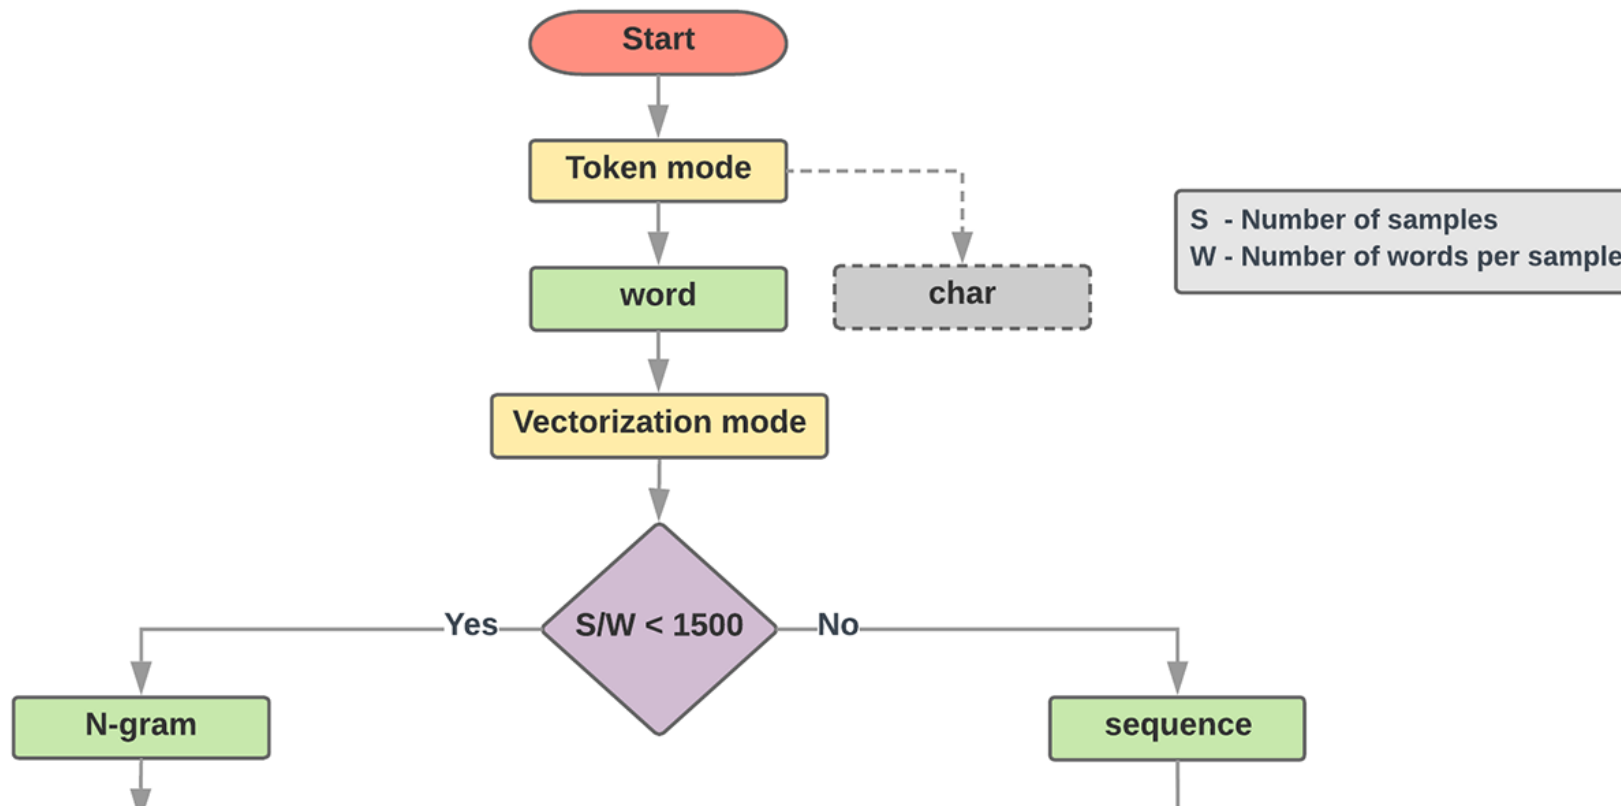 Start
Token mode
S - Number of samples
W - Number of words per sample
word
char
Vectorization mode
Yes
S/W < 1500
No
N-gram
sequence